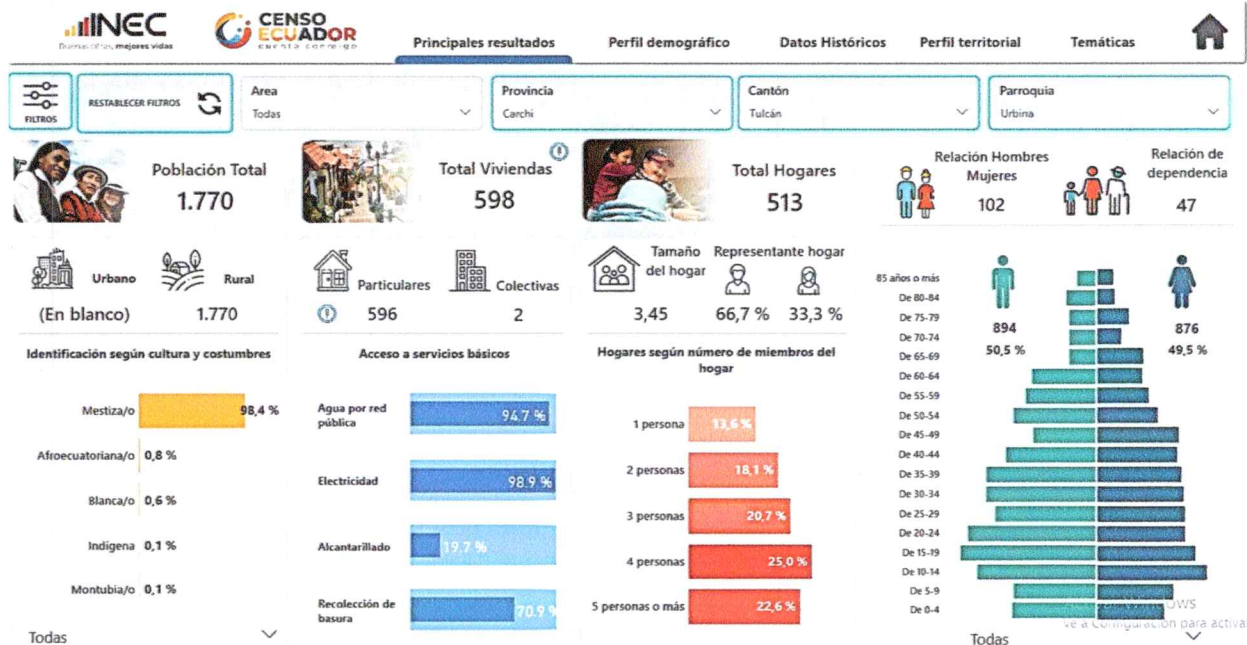 INEC
Buenas cifras, mejores vidas
CENSO
ECUADOR
cuenta conmigo
Principales resultados
Perfil demográfico
Datos Históricos
Perfil territorial
Temáticas
FILTROS
RESTABLECER FILTROS
Area
Todas
Provincia
Carchi
Cantón
Tulcán
Parroquia
Urbina
Población Total
1.770
Total Viviendas
598
Total Hogares
513
Relación Hombres
Mujeres
102
Relación de
dependencia
47
Urbano
(En blanco)
Rural
1.770
Particulares
596
Colectivas
2
Tamaño
del hogar
3,45
Representante hogar
66,7 % 33,3 %
Identificación según cultura y costumbres
Mestiza/o 98,4 %
Afroecuatoriana/o 0,8 %
Blanca/o 0,6 %
Indígena 0,1 %
Montubia/o 0,1 %
Todas
Acceso a servicios básicos
Agua por red
pública
94.7 %
Electricidad 98.9 %
Alcantarillado 19.7 %
Recolección de
basura
70.9 %
Hogares según número de miembros del
hogar
1 persona 13,6 %
2 personas 18,1 %
3 personas 20,7 %
4 personas 25,0 %
5 personas o más 22,6 %
894
50,5 %
876
49,5 %
85 años o más
De 80-84
De 75-79
De 70-74
De 65-69
De 60-64
De 55-59
De 50-54
De 45-49
De 40-44
De 35-39
De 30-34
De 25-29
De 20-24
De 15-19
De 10-14
De 5-9
De 0-4
Todas
Ve a Configuración para activa